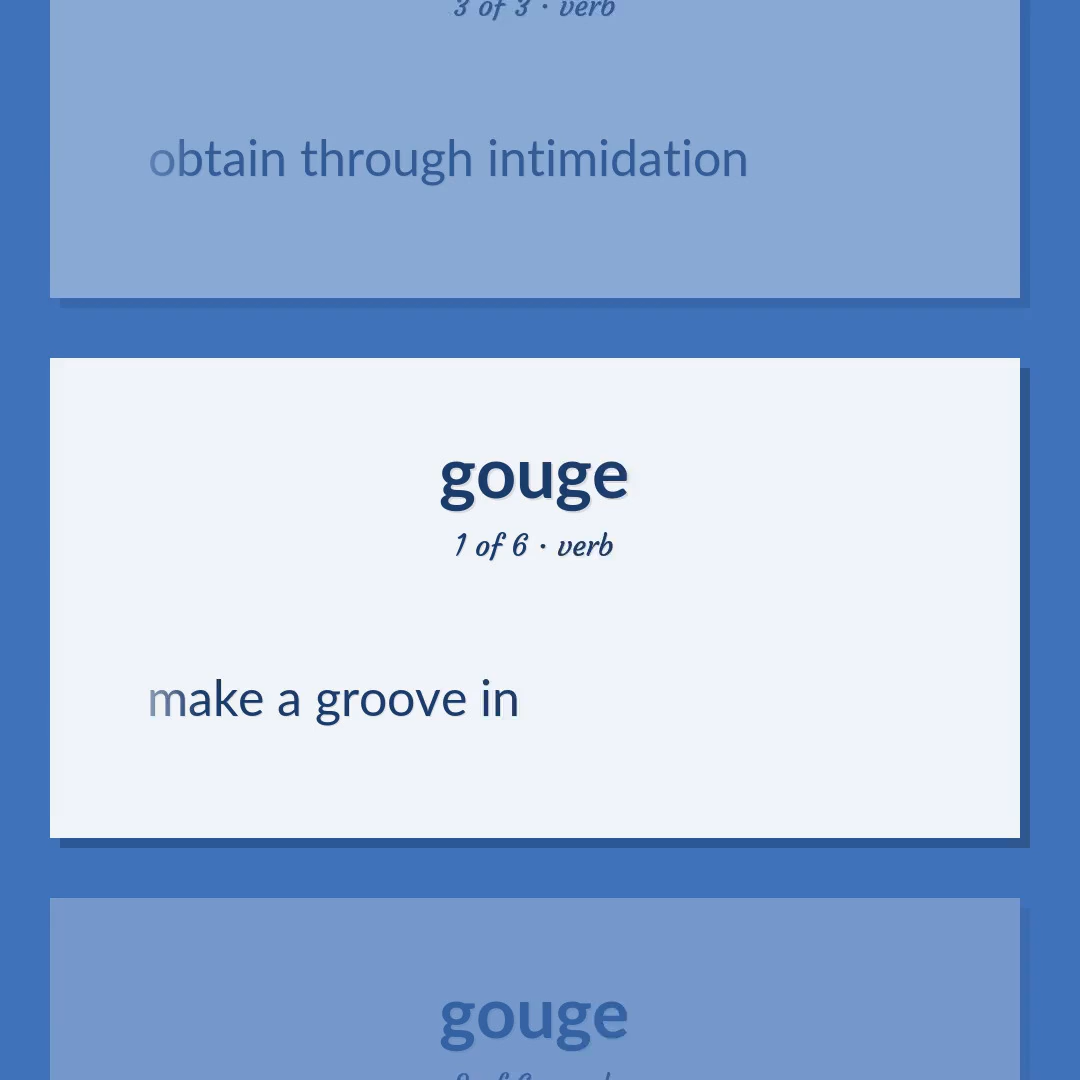 3 of 3 · verb
obtain through intimidation
gouge
1 of 6 · verb
make a groove in
gouge